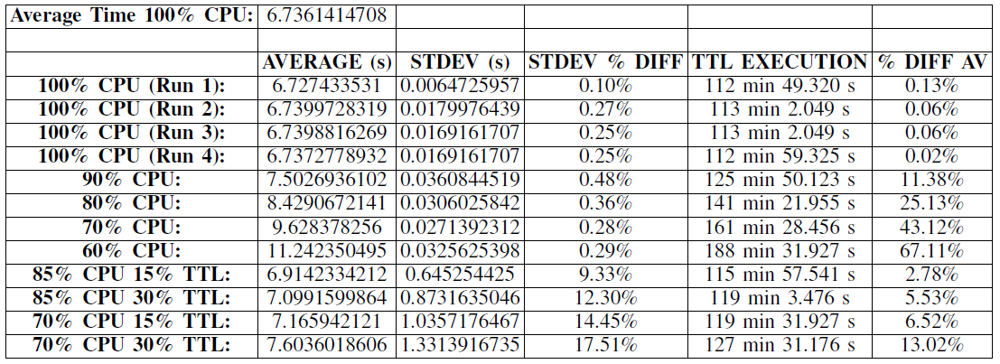 Average Time 100% CPU: 6.7361414708
AVERAGE (s) STDEV (s) STDEV % DIFF TTL EXECUTION % DIFF AV
100% CPU (Run 1): 6.727433531 0.0064725957 0.10% 112 min 49.320 s 0.13%
100% CPU (Run 2): 6.7399728319 0.0179976439 0.27% 113 min 2.049 s 0.06%
100% CPU (Run 3): 6.7398816269 0.0169161707 0.25% 113 min 2.049 s 0.06%
100% CPU (Run 4): 6.7372778932 0.0169161707 0.25% 112 min 59.325 s 0.02%
90% CPU: 7.5026936102 0.0360844519 0.48% 125 min 50.123 s 11.38%
80% CPU: 8.4290672141 0.0306025842 0.36% 141 min 21.955 s 25.13%
70% CPU: 9.628378256 0.0271392312 0.28% 161 min 28.456 s 43.12%
60% CPU: 11.242350495 0.0325625398 0.29% 188 min 31.927 s 67.11%
85% CPU 15% TTL: 6.9142334212 0.645254425 9.33% 115 min 57.541 s 2.78%
85% CPU 30% TTL: 7.0991599864 0.8731635046 12.30% 119 min 3.476 s 5.53%
70% CPU 15% TTL: 7.165942121 1.0357176467 14.45% 119 min 31.927 s 6.52%
70% CPU 30% TTL: 7.6036018606 1.3313916735 17.51% 127 min 31.176 s 13.02%